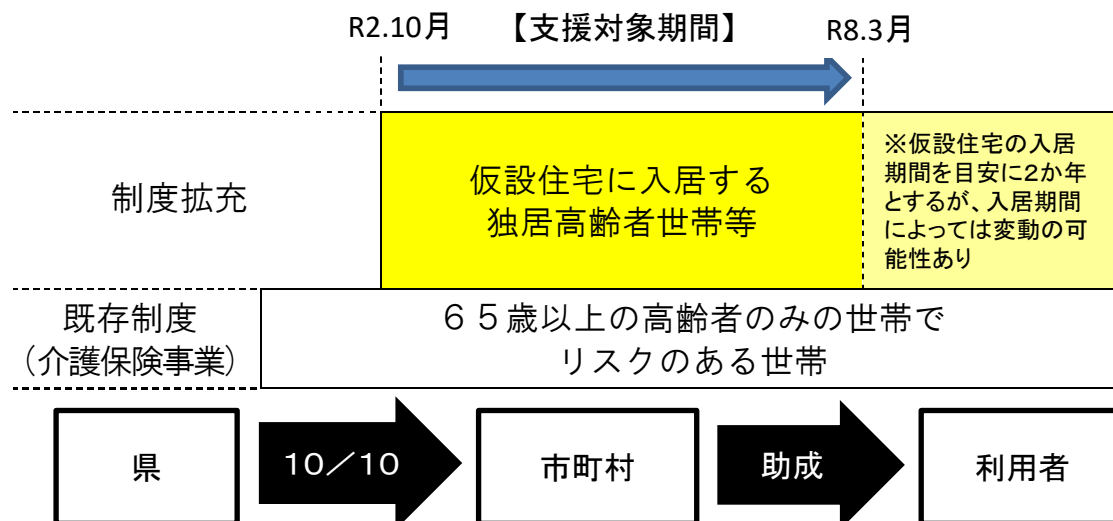 R2.10月 【支援対象期間】 R8.3月
制度拡充
仮設住宅に入居する
独居高齢者世帯等
※仮設住宅の入居
期間を目安に2か年
とするが、入居期間
によっては変動の可
能性あり
既存制度
(介護保険事業)
65歳以上の高齢者のみの世帯で
リスクのある世帯
県 10/10 市町村 助成 利用者